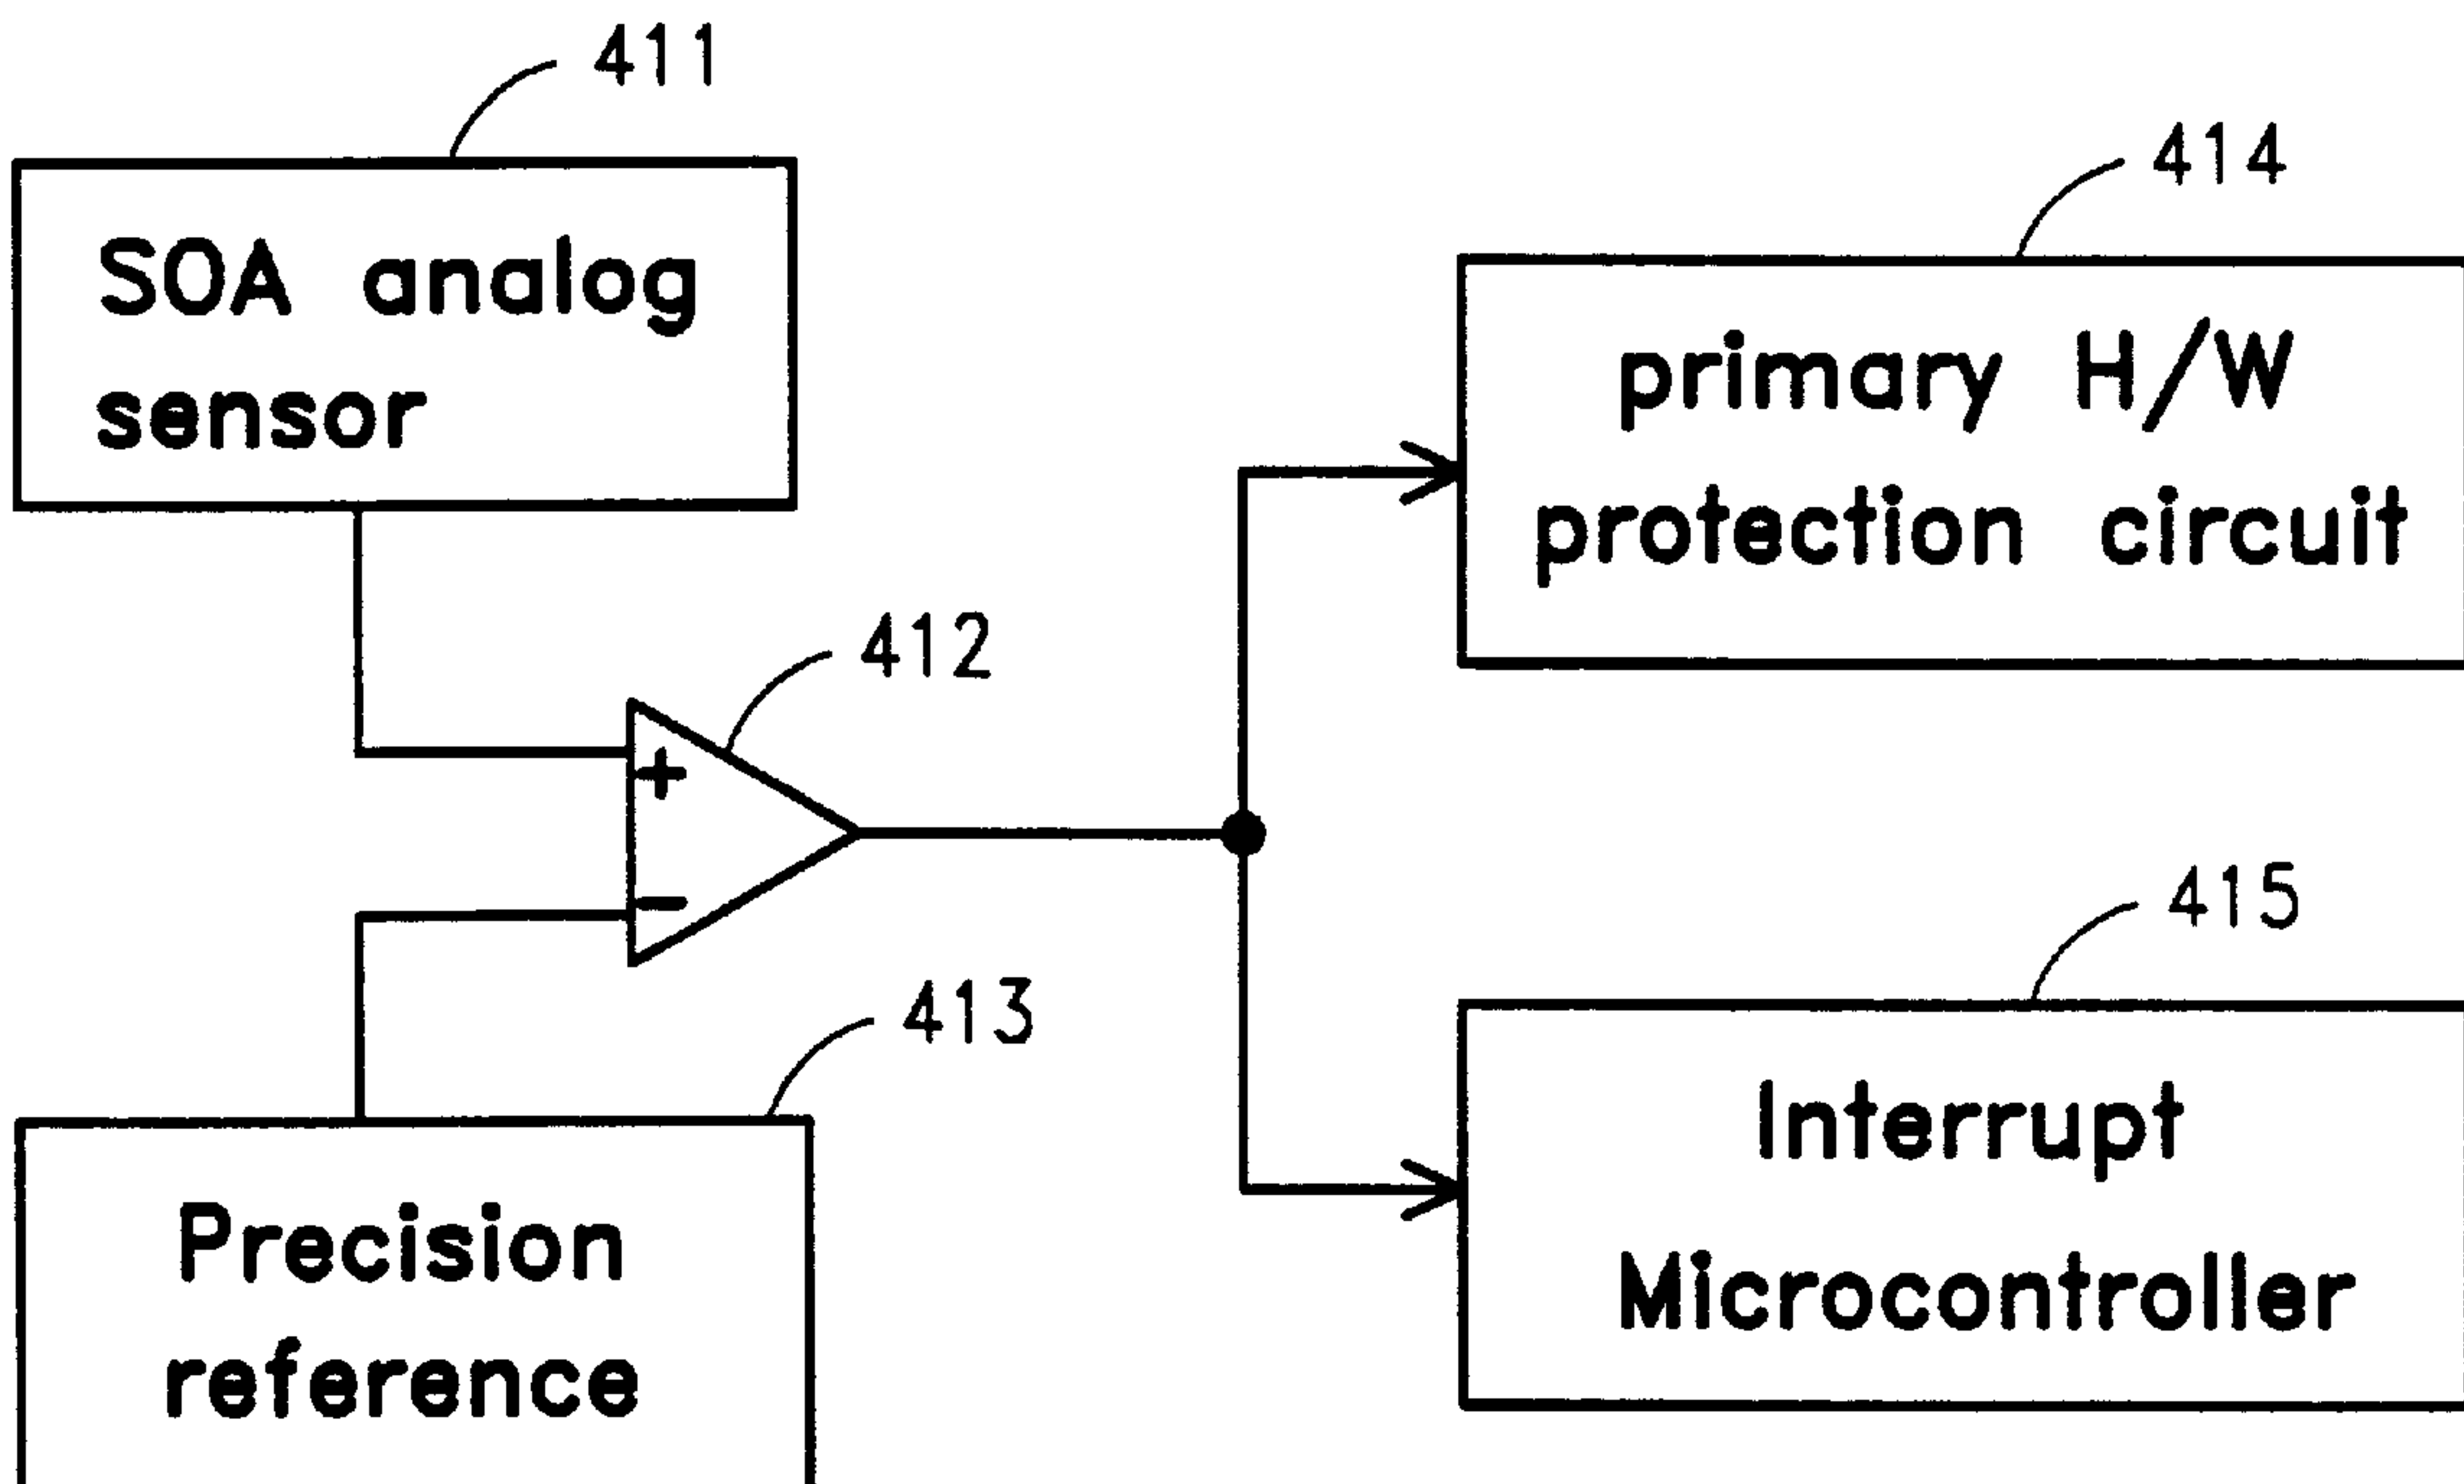 411
SOA analog
sensor
414
primary H/W
protection circuit
412
+
−
413
Precision
reference
415
Interrupt
Microcontroller